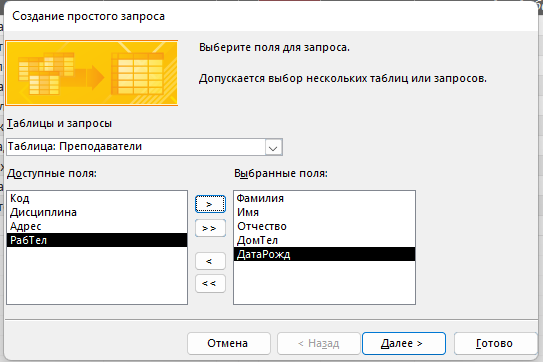 Создание простого запроса
Выберите поля для запроса.
Допускается выбор нескольких таблиц или запросов.
Таблицы и запросы
Таблица: Преподаватели
Доступные поля:
Код
Дисциплина
Адрес
РабТел
>
>>
<
<<
Выбранные поля:
Фамилия
Имя
Отчество
ДомТел
ДатаРожд
Отмена
< Назад
Далее >
Готово